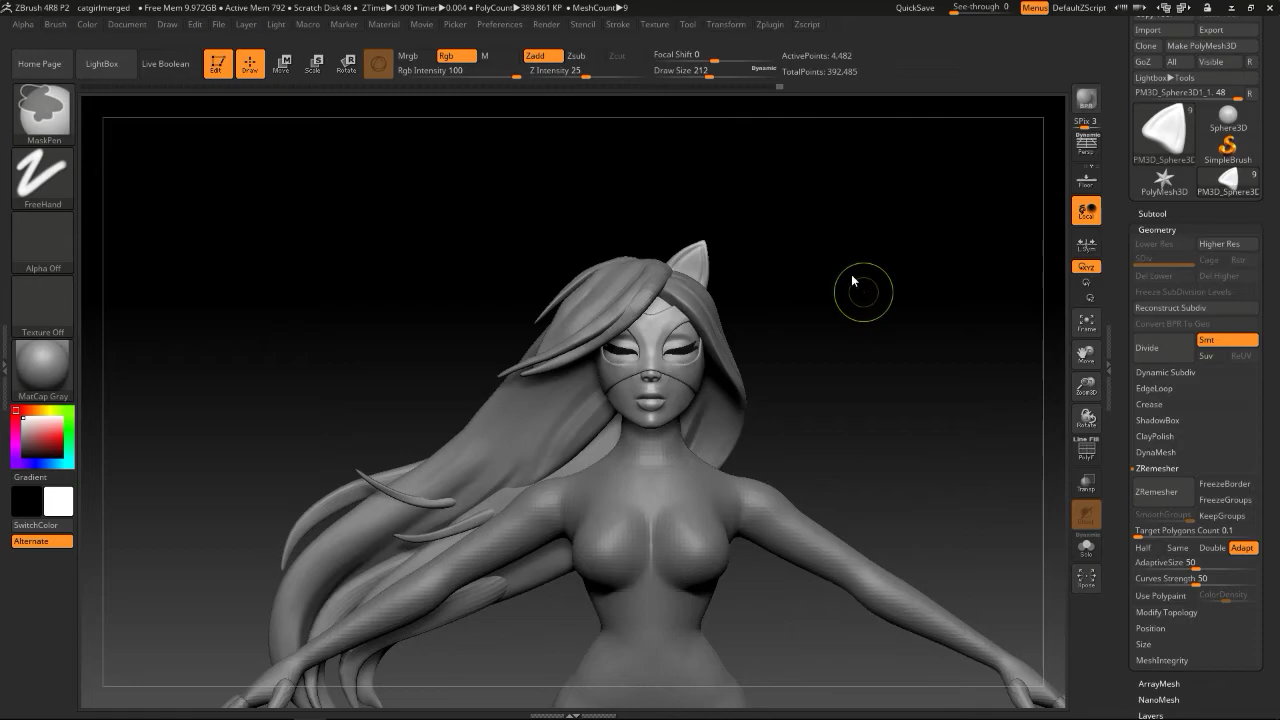 ZBrush 4R8 P2 catgirlmerged • Free Mem 9.972GB • Active Mem 792 • Scratch Disk 48 • ZTime▶1.909 Timer▶0.004 • PolyCount▶389.861 KP • MeshCount▶9 QuickSave See-through 0 Menus DefaultZScript
Alpha Brush Color Document Draw Edit File Layer Light Macro Marker Material Movie Picker Preferences Render Stencil Stroke Texture Tool Transform Zplugin Zscript
Home Page LightBox Live Boolean Edit Draw Move Scale Rotate
Mrgb Rgb M Zadd Zsub Zcut Focal Shift 0 ActivePoints: 4,482
Rgb Intensity 100 Z Intensity 25 Draw Size 212 Dynamic TotalPoints: 392,485
MaskPen
FreeHand
Alpha Off
Texture Off
MatCap Gray
Gradient
SwitchColor
Alternate
BPR
SPix 3
Dynamic
Persp
Floor
Local
L.Sym
XYZ
Frame
Move
Zoom3D
Rotate
Line Fill
PolyF
Transp
Dynamic
Solo
Xpose
Import Export
Clone Make PolyMesh3D
GoZ All Visible R
Lightbox▶Tools
PM3D_Sphere3D1_1. 48 R
9
Sphere3D
PM3D_Sphere3D SimpleBrush
9
PolyMesh3D PM3D_Sphere3D
Subtool
Geometry
Lower Res Higher Res
SDiv Cage Rstr
Del Lower Del Higher
Freeze SubDivision Levels
Reconstruct Subdiv
Convert BPR To Geo
Divide Smt
Suv ReUV
Dynamic Subdiv
EdgeLoop
Crease
ShadowBox
ClayPolish
DynaMesh
ZRemesher
ZRemesher FreezeBorder
FreezeGroups
SmoothGroups KeepGroups
Target Polygons Count 0.1
Half Same Double Adapt
AdaptiveSize 50
Curves Strength 50
Use Polypaint ColorDensity
Modify Topology
Position
Size
MeshIntegrity
ArrayMesh
NanoMesh
Layers